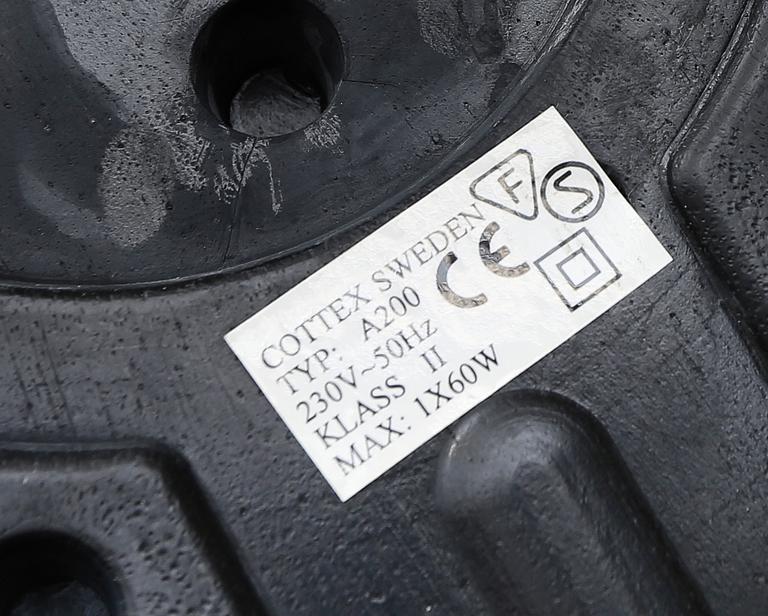 COTTEX SWEDEN
TYP: A200
230V~50Hz
KLASS II
MAX: 1X60W
F
S
CE